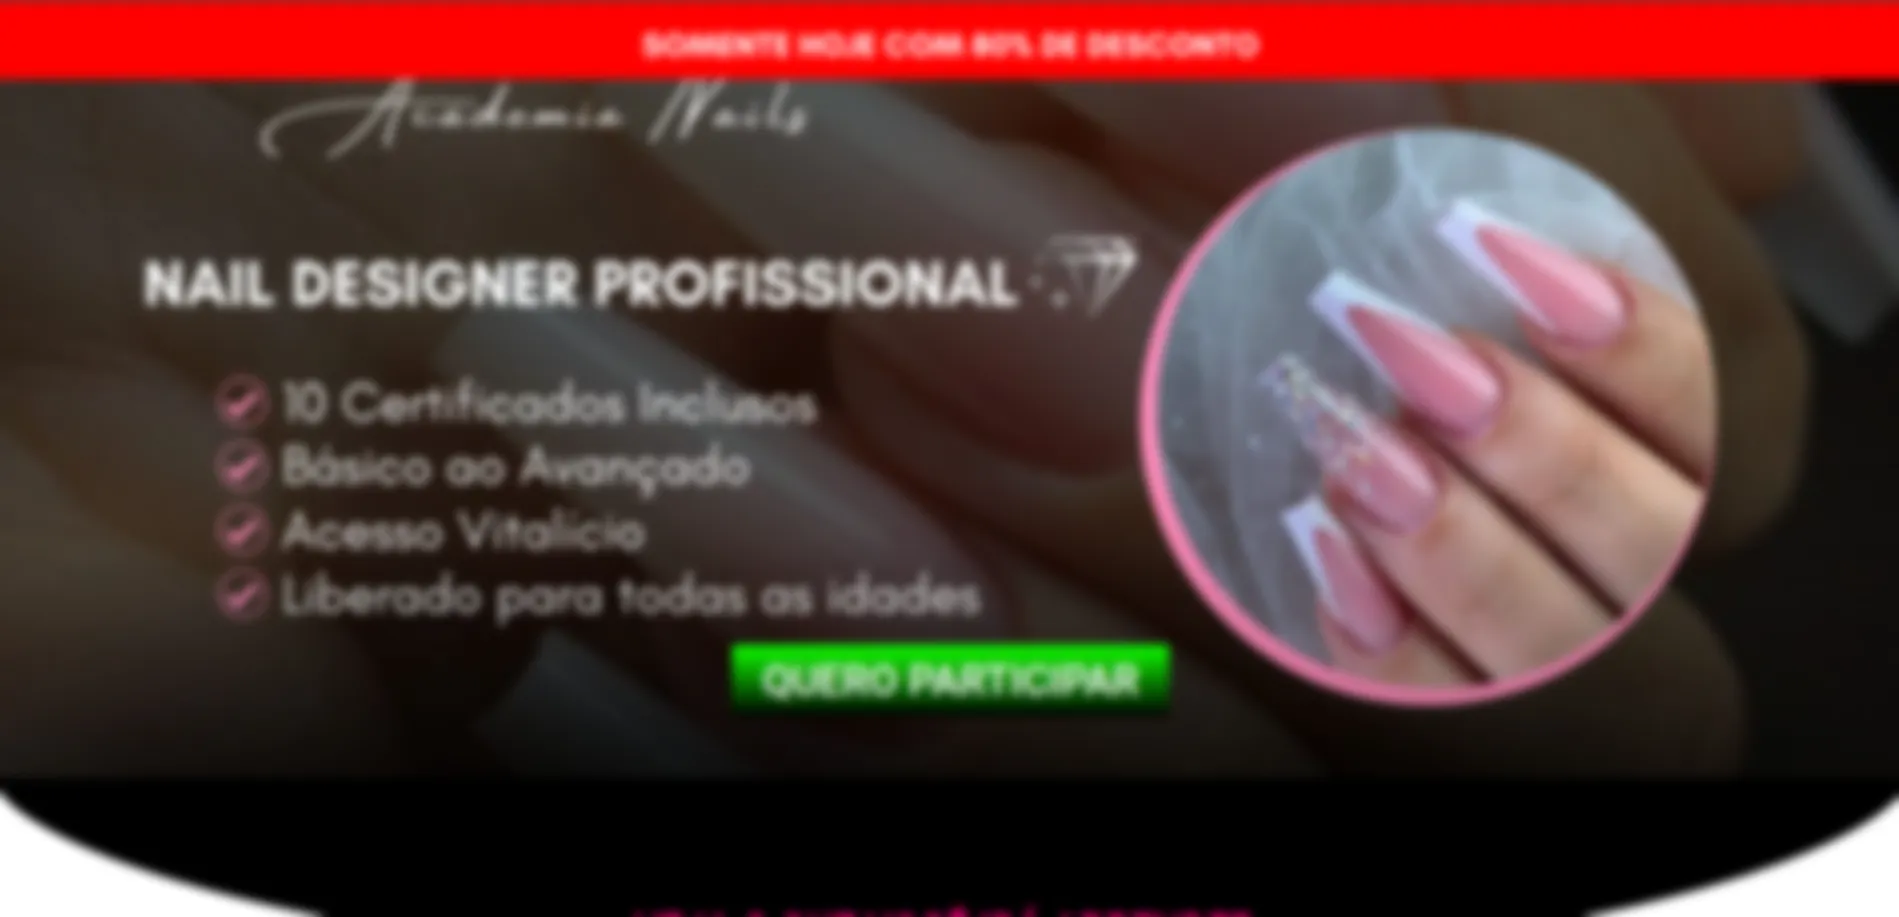 SOMENTE HOJE COM 80% DE DESCONTO
Academia Nails
NAIL DESIGNER PROFISSIONAL
10 Certificados Inclusos
Básico ao Avançado
Acesso Vitalício
Liberado para todas as idades
QUERO PARTICIPAR